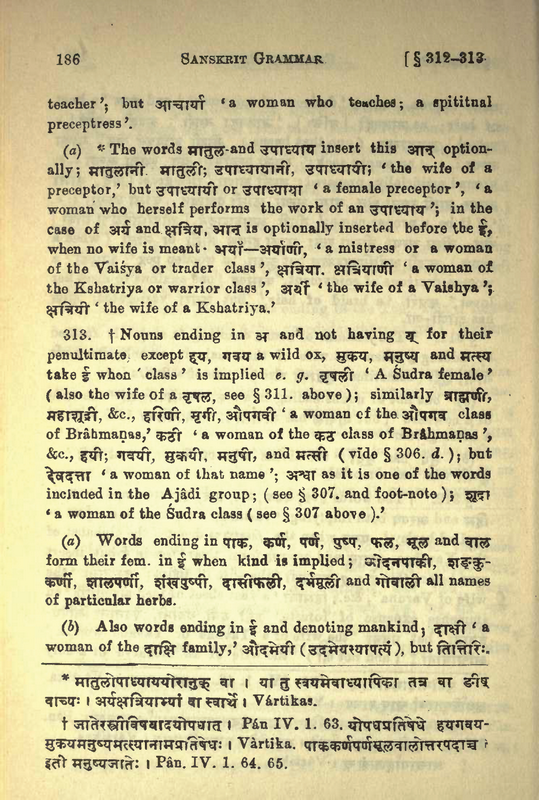 186 SANSKRIT GRAMMAR [ § 312–313
teacher’; but आचार्या ‘a woman who teaches; a spititual
preceptress’.
(a) * The words मातुल and उपाध्याय insert this आन् option-
ally; मातुलानी मातुली; उपाध्यायानी, उपाध्यायी; ‘the wife of a
preceptor,’ but उपाध्यायी or उपाध्याया ‘a female preceptor’, ‘a
woman who herself performs the work of an उपाध्याय’; in the
case of अर्य and क्षत्रिय, आन् is optionally inserted before the ई,
when no wife is meant· अर्या—अर्याणी, ‘a mistress or a woman
of the Vaiśya or trader class’, क्षत्रिया. क्षत्रियाणी ‘a woman of
the Kshatriya or warrior class’, अर्यी ‘the wife of a Vaishya’;
क्षत्रियी ‘the wife of a Kshatriya.’
313. † Nouns ending in अ and not having य् for their
penultimate except हय, गवय a wild ox, मुकय, मनुष्य and मत्स्य
take ई when ‘class’ is implied e. g. वृषली ‘A Sudra female’
(also the wife of a वृषल, see § 311. above); similarly ब्राह्मणी,
महाशूद्री, &c., हरिणी, मृगी, औपगवी ‘a woman of the औपगव class
of Brâhmaṇas,’ कठी ‘a woman of the कठ class of Brâhmaṇas’,
&c., हयी; गवयी, मुकयी, मनुषी, and मत्सी (vide § 306. d.); but
देवदत्ता ‘a woman of that name’; अश्वा as it is one of the words
included in the Ajâdi group; (see § 307. and foot-note); शूद्रा
‘a woman of the Śudra class (see § 307 above).’
(a) Words ending in पाक, कर्ण, पर्ण, पुष्प, फल, मूल and वाल
form their fem. in ई when kind is implied; ओदनपाकी, शङ्कु-
कर्णी, शालपर्णी, शंखपुष्पी, दासीफली, दर्भमूली and गोवाली all names
of particular herbs.
(b) Also words ending in ई and denoting mankind; दाक्षी ‘a
woman of the दाक्षि family,’ औदमेयी (उदमेयस्यापत्यं), but तित्तिरिः.
* मातुलोपाध्याययोरानुक् वा । या तु स्वयमेवाध्यापिका तत्र वा ङीष्
वाच्यः । अर्यक्षत्रियाभ्यां वा स्वार्थे । Vártikas.
† जातेरस्त्रीविषयादयोपधात् । Pán IV. 1. 63. योपधप्रतिषेधे हयगवय-
मुकयमनुष्यमत्स्यानामप्रतिषेधः । Vârtika. पाककर्णपर्णमूलवालोत्तरपदाच्च ।
इतो मनुष्यजातेः । Pân. IV. 1. 64. 65.